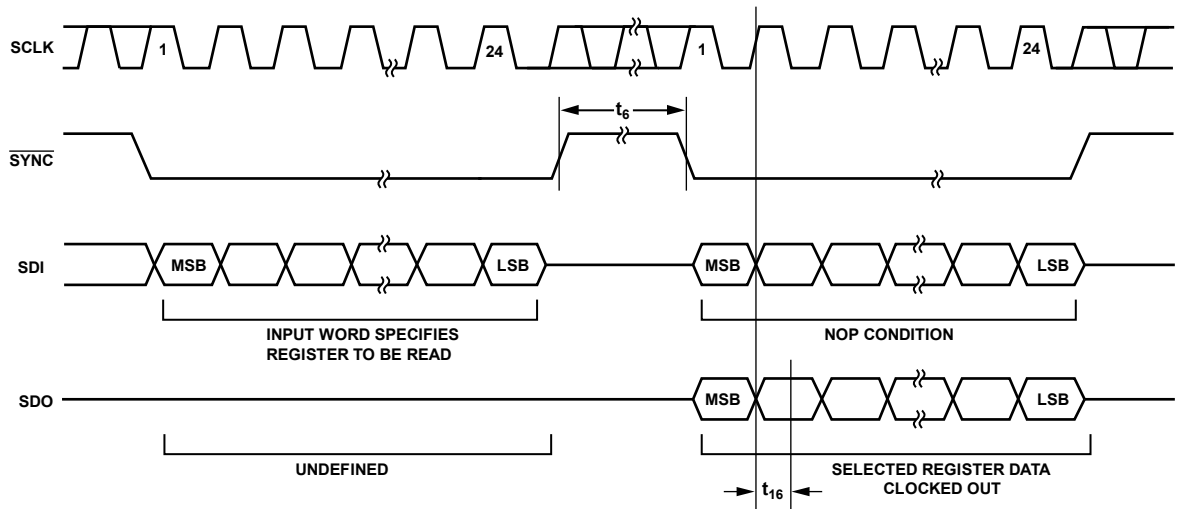 SCLK
1
24
1
24
t6
SYNC
SDI
MSB
LSB
MSB
LSB
INPUT WORD SPECIFIES
REGISTER TO BE READ
NOP CONDITION
SDO
MSB
LSB
UNDEFINED
SELECTED REGISTER DATA
CLOCKED OUT
t16